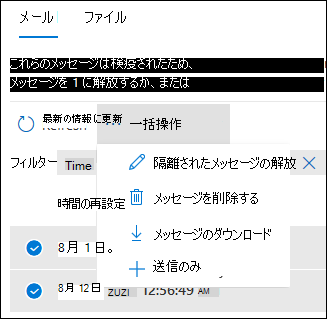 メール ファイル
これらのメッセージは検疫されたため、
メッセージを 1 に解放するか、または
最新の情報に更新 一括操作
フィルター Time 隔離されたメッセージの解放
時間の再設定 メッセージを削除する
メッセージのダウンロード
8月 1日。
送信のみ
8月 12日 ZUZI 12:56:49 AM